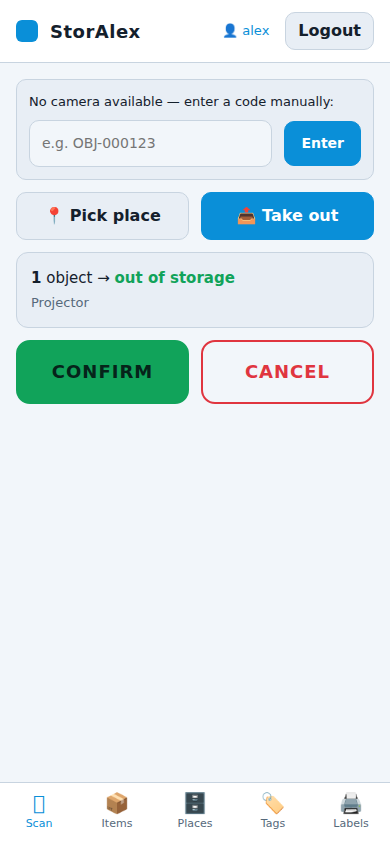 StorAlex
👤 alex
Logout
No camera available — enter a code manually:
e.g. OBJ-000123
Enter
📍 Pick place
📥 Take out
1 object → out of storage
Projector
CONFIRM
CANCEL
Scan
Items
Places
Tags
Labels